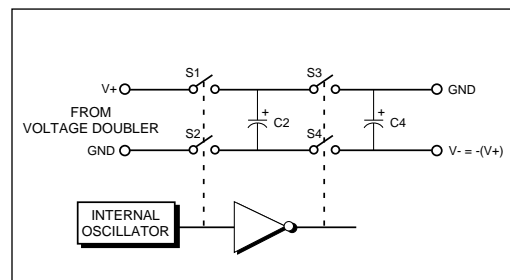 S1
S3
V+
GND
FROM
VOLTAGE DOUBLER
+
C2
+
C4
S2
S4
GND
V- = -(V+)
INTERNAL
OSCILLATOR